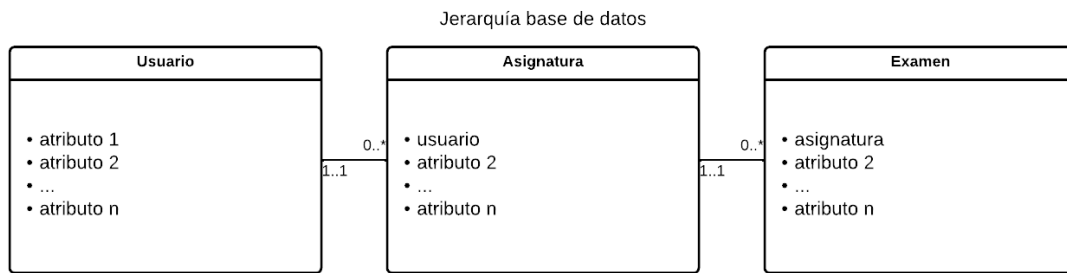 Jerarquía base de datos
Usuario
• atributo 1
• atributo 2
• ...
• atributo n
0..*
1..1
Asignatura
• usuario
• atributo 2
• ...
• atributo n
0..*
1..1
Examen
• asignatura
• atributo 2
• ...
• atributo n